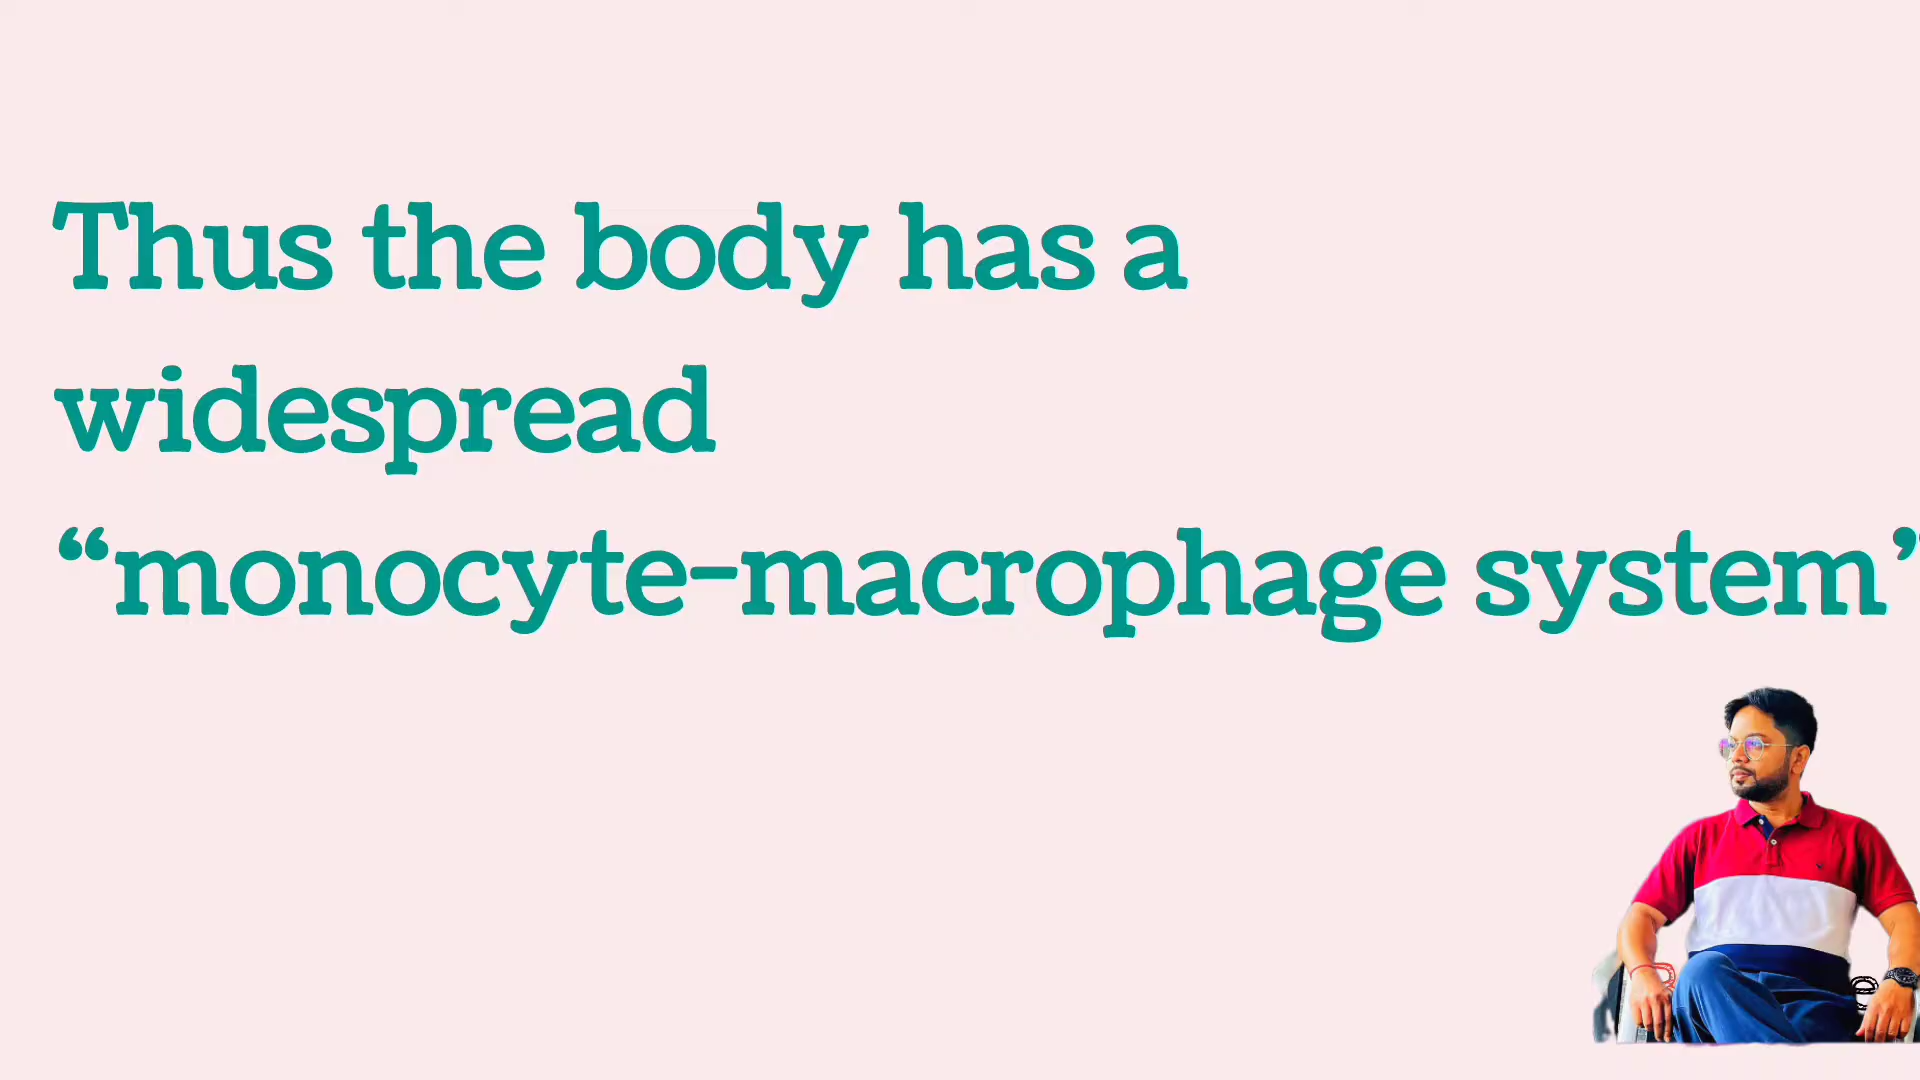 Thus the body has a
widespread
“monocyte-macrophage system”